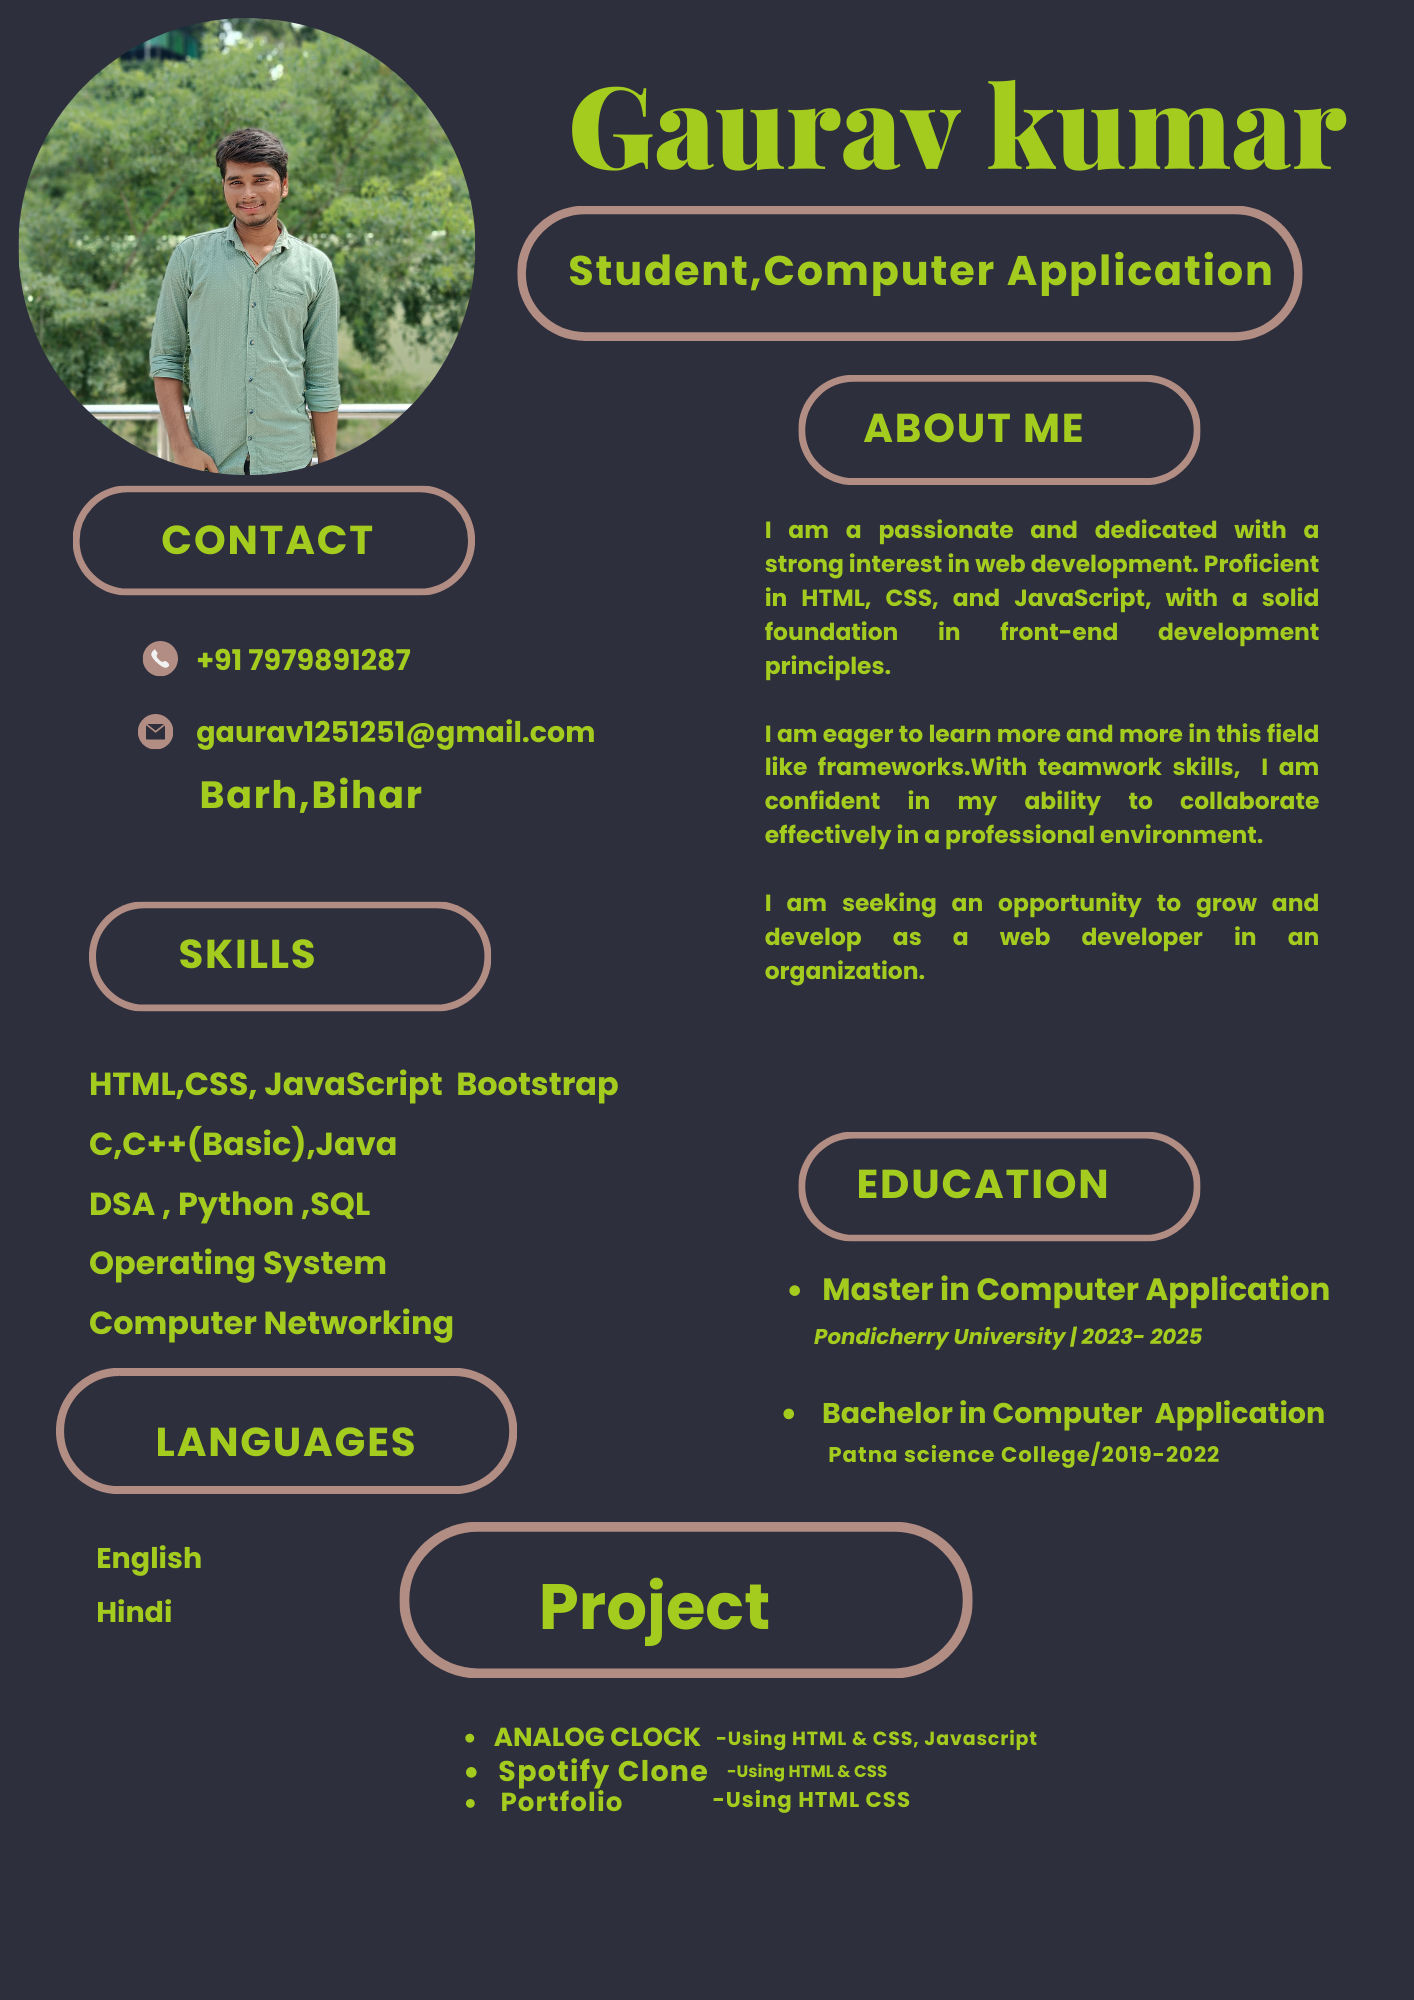 Gaurav kumar
Student,Computer Application
CONTACT
+91 7979891287
gaurav1251251@gmail.com
Barh,Bihar
SKILLS
HTML,CSS, JavaScript Bootstrap
C,C++(Basic),Java
DSA , Python ,SQL
Operating System
Computer Networking
LANGUAGES
English
Hindi
ABOUT ME
I am a passionate and dedicated with a
strong interest in web development. Proficient
in HTML, CSS, and JavaScript, with a solid
foundation in front-end development
principles.
I am eager to learn more and more in this field
like frameworks.With teamwork skills, I am
confident in my ability to collaborate
effectively in a professional environment.
I am seeking an opportunity to grow and
develop as a web developer in an
organization.
EDUCATION
• Master in Computer Application
Pondicherry University | 2023- 2025
• Bachelor in Computer Application
Patna science College/2019-2022
Project
• ANALOG CLOCK -Using HTML & CSS, Javascript
• Spotify Clone -Using HTML & CSS
• Portfolio -Using HTML CSS